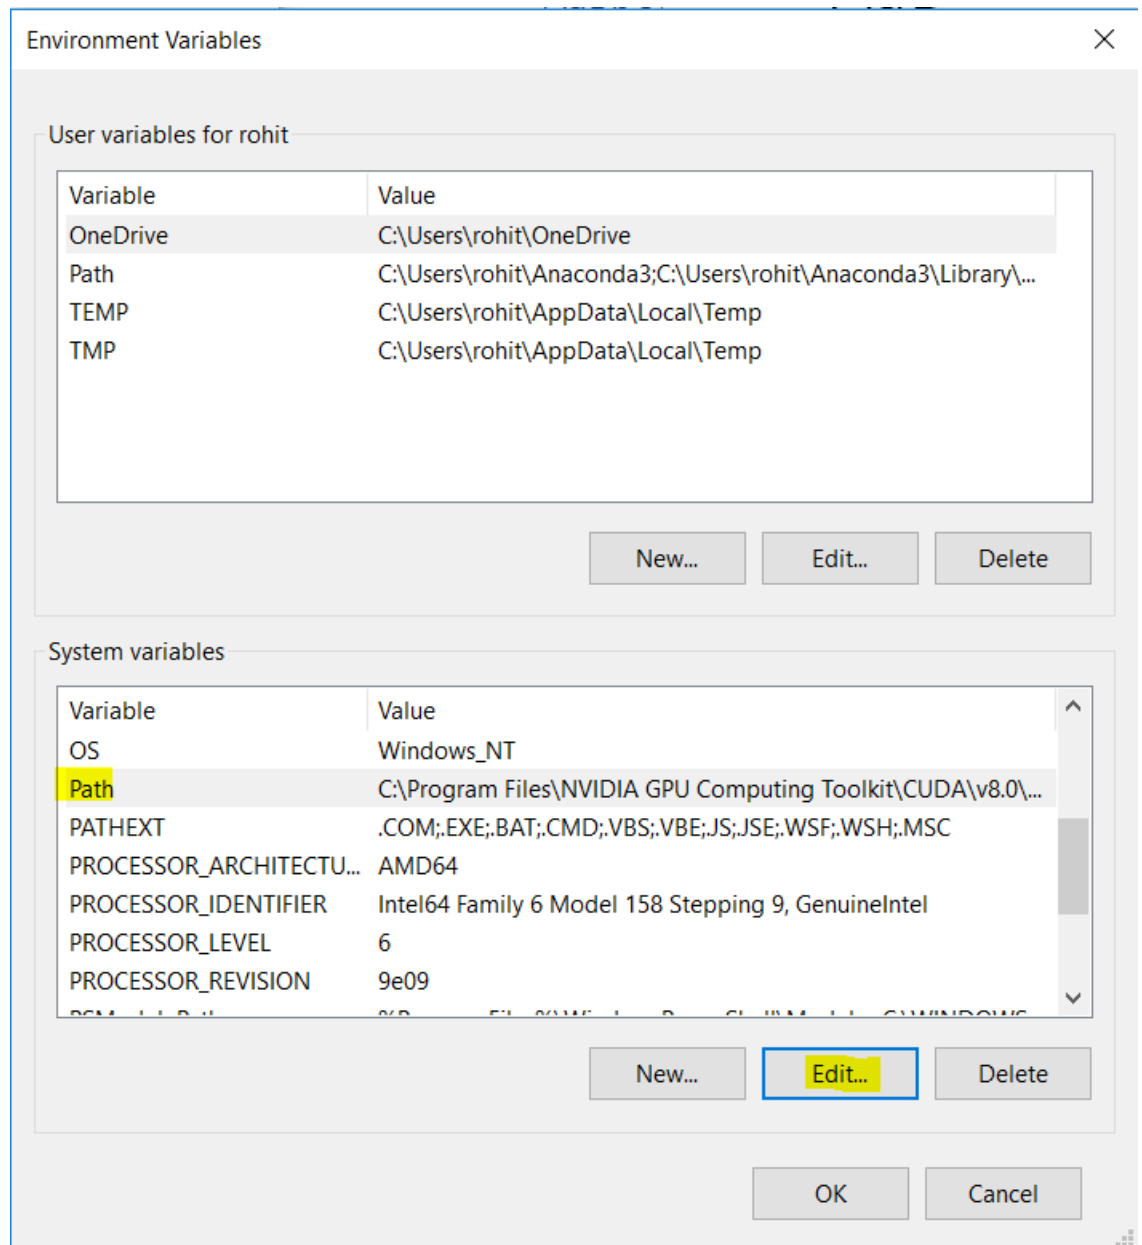 Environment Variables
User variables for rohit
Variable Value
OneDrive C:\Users\rohit\OneDrive
Path C:\Users\rohit\Anaconda3;C:\Users\rohit\Anaconda3\Library\...
TEMP C:\Users\rohit\AppData\Local\Temp
TMP C:\Users\rohit\AppData\Local\Temp
New... Edit... Delete
System variables
Variable Value
OS Windows_NT
Path C:\Program Files\NVIDIA GPU Computing Toolkit\CUDA\v8.0\...
PATHEXT .COM;.EXE;.BAT;.CMD;.VBS;.VBE;.JS;.JSE;.WSF;.WSH;.MSC
PROCESSOR_ARCHITECTU... AMD64
PROCESSOR_IDENTIFIER Intel64 Family 6 Model 158 Stepping 9, GenuineIntel
PROCESSOR_LEVEL 6
PROCESSOR_REVISION 9e09
New... Edit... Delete
OK Cancel